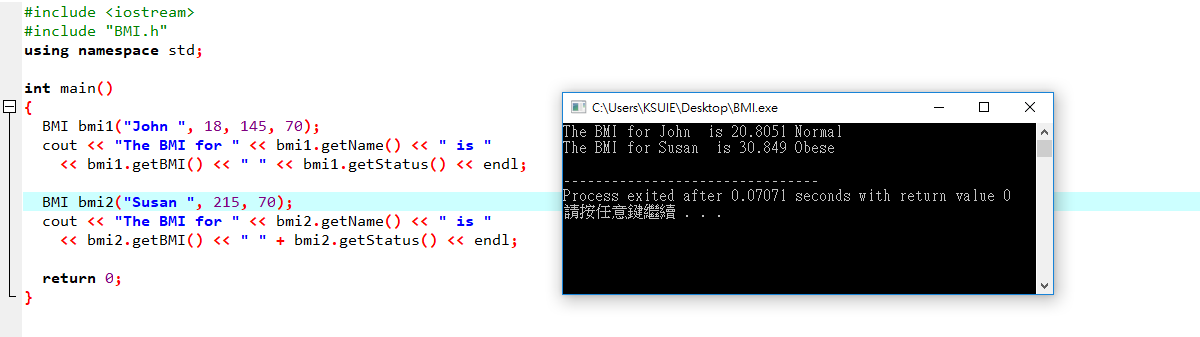 #include <iostream>
#include "BMI.h"
using namespace std;
int main()
{
BMI bmi1("John ", 18, 145, 70);
cout << "The BMI for " << bmi1.getName() << " is "
<< bmi1.getBMI() << " " << bmi1.getStatus() << endl;
BMI bmi2("Susan ", 215, 70);
cout << "The BMI for " << bmi2.getName() << " is "
<< bmi2.getBMI() << " " + bmi2.getStatus() << endl;
return 0;
}
C:\Users\KSUIE\Desktop\BMI.exe
The BMI for John  is 20.8051 Normal
The BMI for Susan  is 30.849 Obese
--------------------------------
Process exited after 0.07071 seconds with return value 0
請按任意鍵繼續 . . .